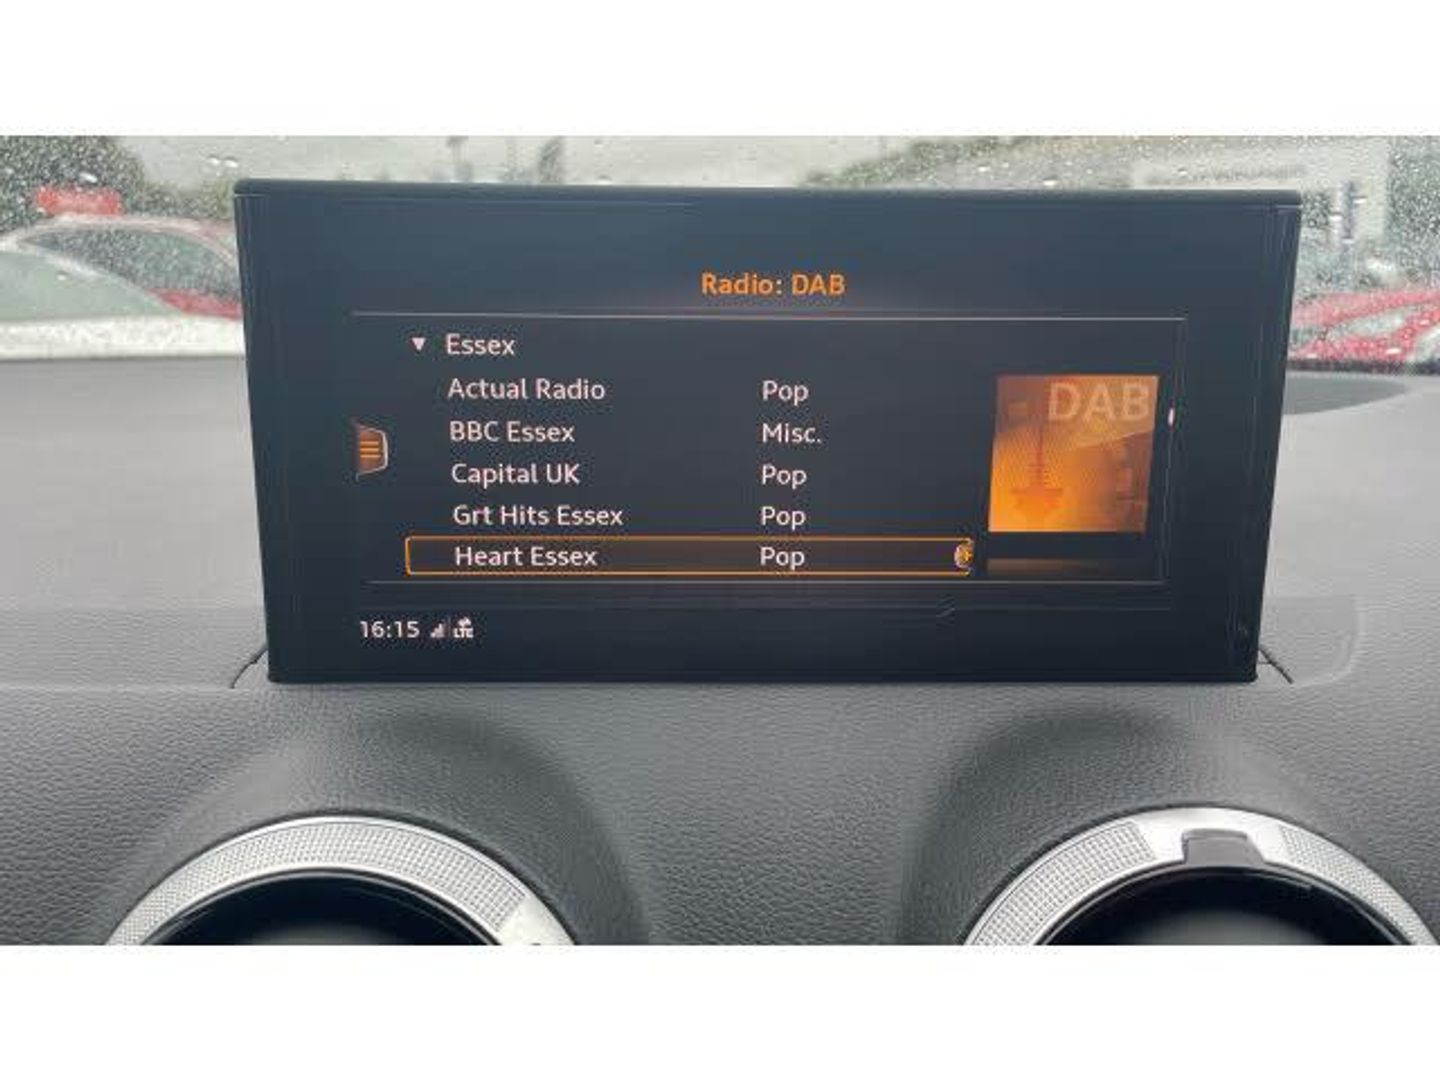 Radio: DAB
Essex
Actual Radio Pop
BBC Essex Misc.
Capital UK Pop
Grt Hits Essex Pop
Heart Essex Pop
DAB
16:15 LTE